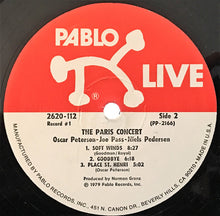 PABLO
LIVE
2620-112
Record #1
Side 2
(PP-2166)
THE PARIS CONCERT
Oscar Peterson-Joe Pass-Niels Pedersen
1. SOFT WINDS 8:27
(Goodman/Royal)
2. GOODBYE 6:18
(Jenkins)
3. PLACE ST. HENRI 5:02
(Oscar Peterson)
Produced by Norman Granz
© 1979 Pablo Records, Inc.
MANUFACTURED BY PABLO RECORDS, INC., 451 N. CANON DR., BEVERLY HILLS, CA 90210
MADE IN U.S.A.